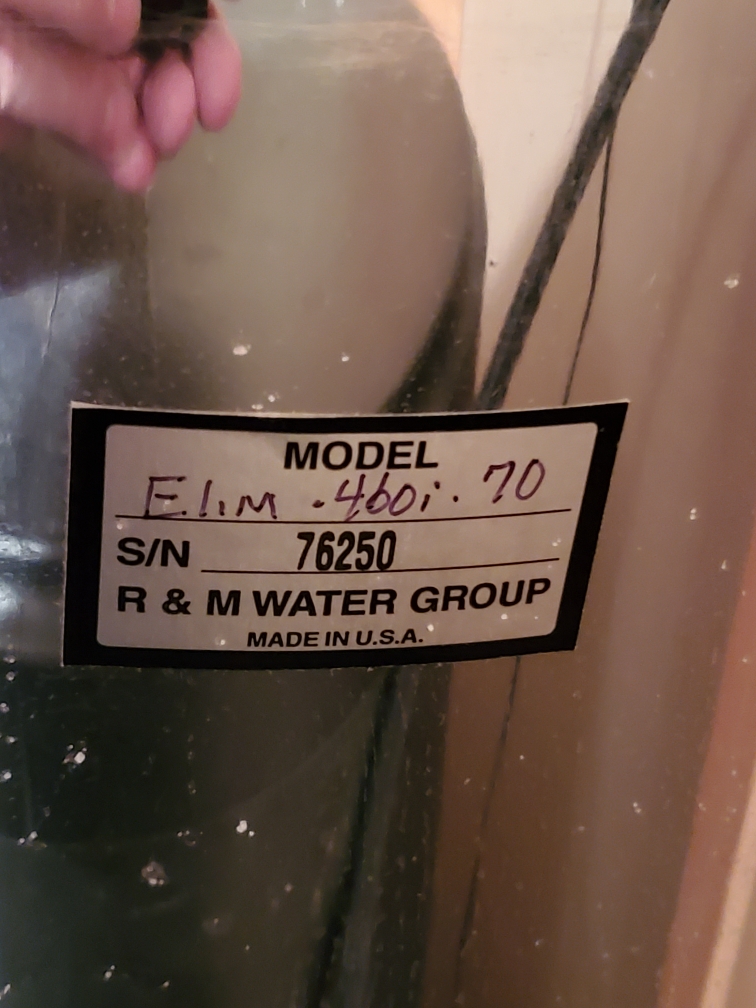 MODEL
Elim .460i. 70
S/N 76250
R & M WATER GROUP
MADE IN U.S.A.